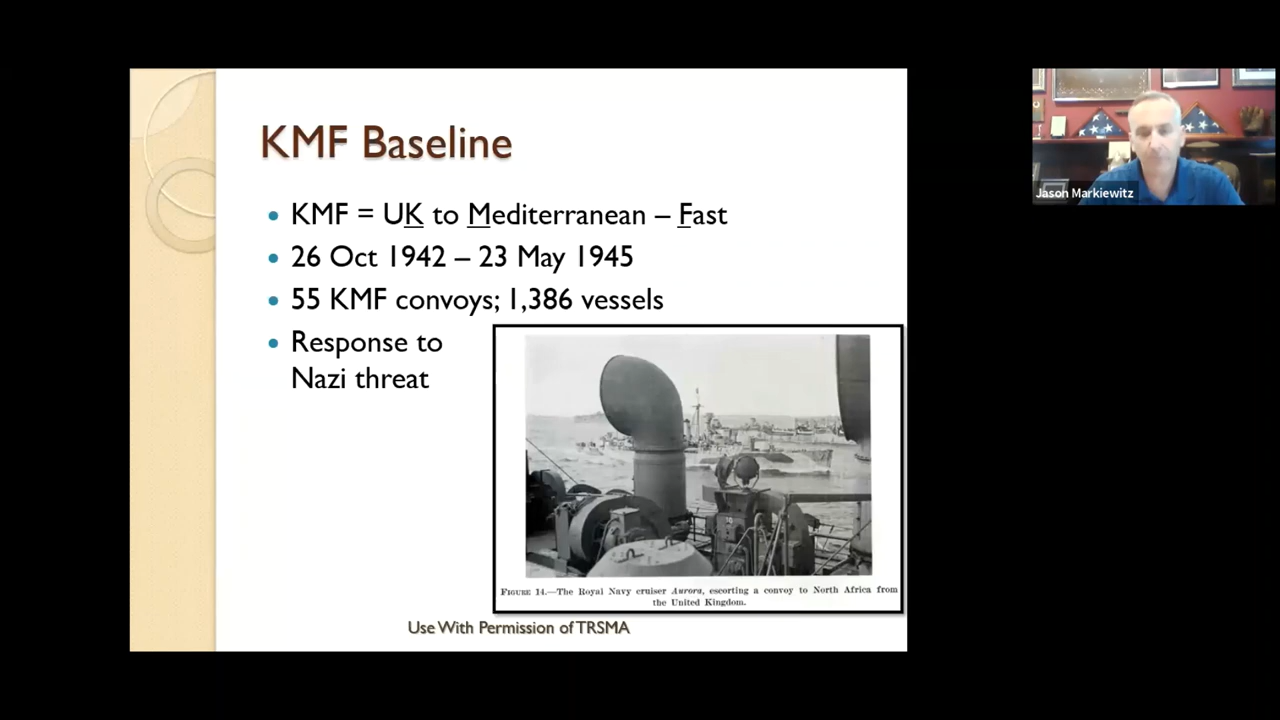 KMF Baseline
KMF = UK to Mediterranean – Fast
26 Oct 1942 – 23 May 1945
55 KMF convoys; 1,386 vessels
Response to
Nazi threat
FIGURE 14.—The Royal Navy cruiser Aurora, escorting a convoy to North Africa from
the United Kingdom.
Use With Permission of TRSMA
Jason Markiewitz